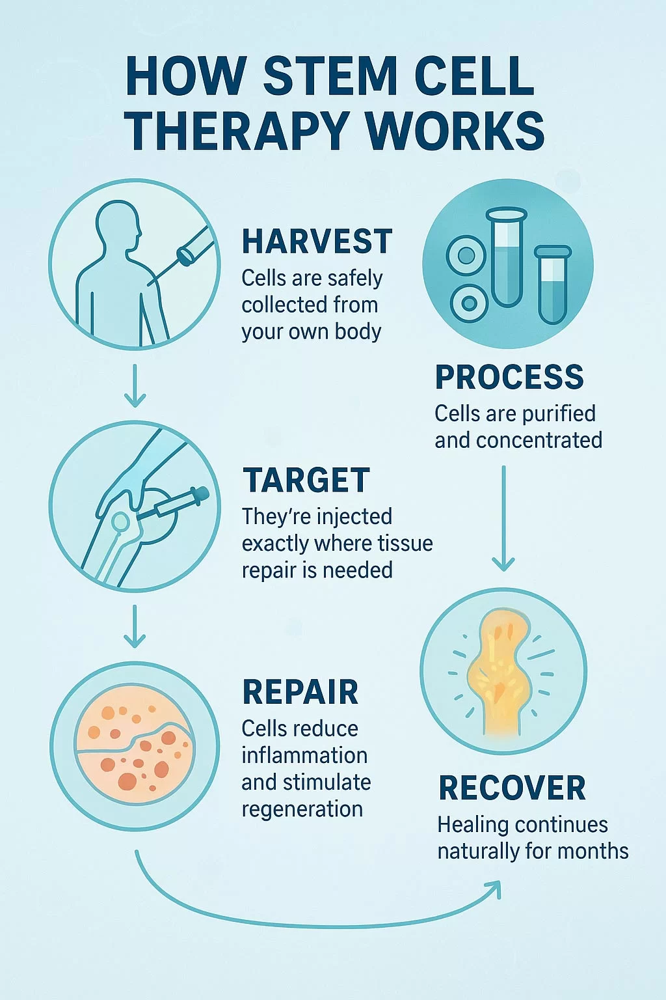 HOW STEM CELL
THERAPY WORKS
HARVEST
Cells are safely
collected from
your own body
PROCESS
Cells are purified
and concentrated
TARGET
They’re injected
exactly where tissue
repair is needed
REPAIR
Cells reduce
inflammation
and stimulate
regeneration
RECOVER
Healing continues
naturally for months